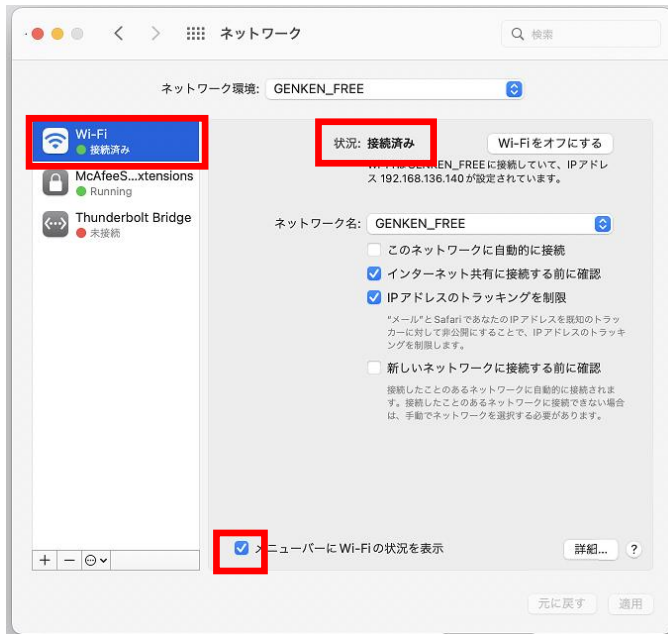 ネットワーク
検索
ネットワーク環境: GENKEN_FREE
Wi-Fi
接続済み
McAfeeS...xtensions
Running
Thunderbolt Bridge
未接続
状況: 接続済み
Wi-Fiをオフにする
GENKEN_FREEに接続していて、IPアドレ
ス 192.168.136.140 が設定されています。
ネットワーク名: GENKEN_FREE
このネットワークに自動的に接続
インターネット共有に接続する前に確認
IPアドレスのトラッキングを制限
“メール”とSafariであなたのIPアドレスを既知のトラッ
カーに対して非公開にすることで、IPアドレスのトラッキ
ングを制限します。
新しいネットワークに接続する前に確認
接続したことのあるネットワークに自動的に接続されま
す。接続したことのあるネットワークに接続できない場合
は、手動でネットワークを選択する必要があります。
メニューバーにWi-Fiの状況を表示
詳細... ?
元に戻す 適用